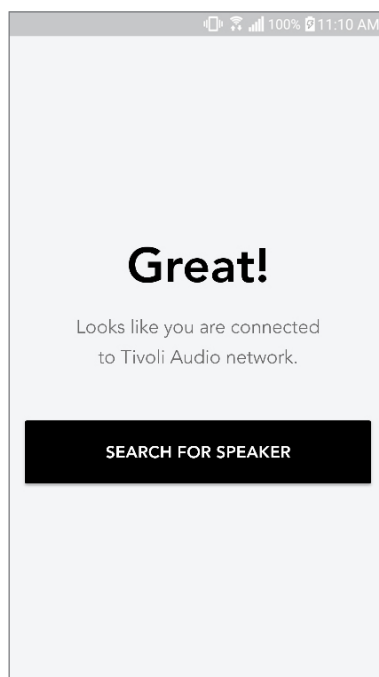 100% 11:10 AM
Great!
Looks like you are connected
to Tivoli Audio network.
SEARCH FOR SPEAKER